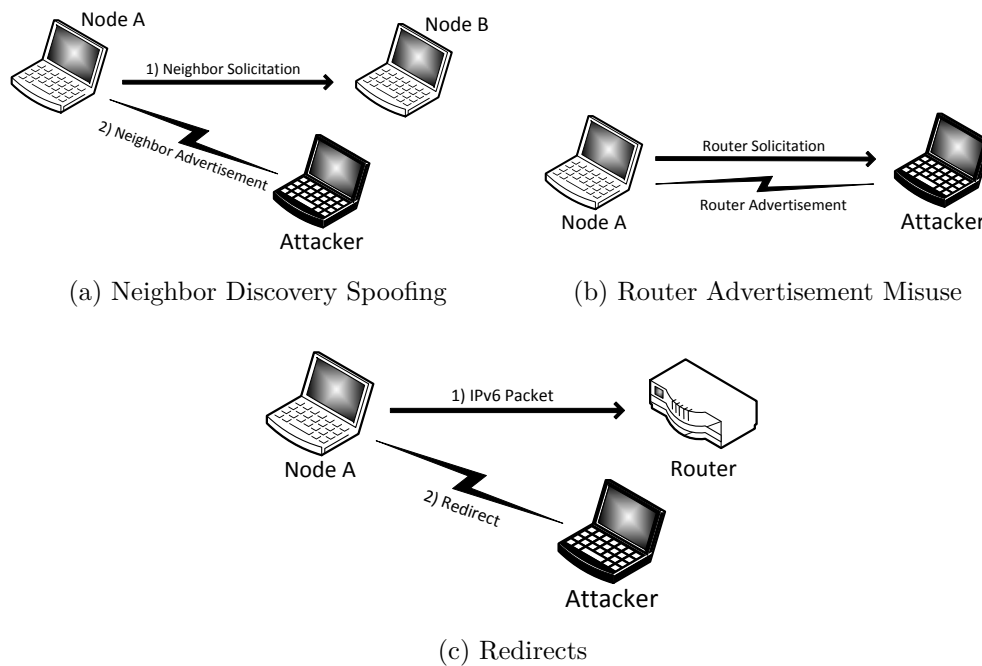 Node A
Node B
1) Neighbor Solicitation
2) Neighbor Advertisement
Attacker
(a) Neighbor Discovery Spoofing
Router Solicitation
Router Advertisement
Node A
Attacker
(b) Router Advertisement Misuse
1) IPv6 Packet
Node A
Router
2) Redirect
Attacker
(c) Redirects